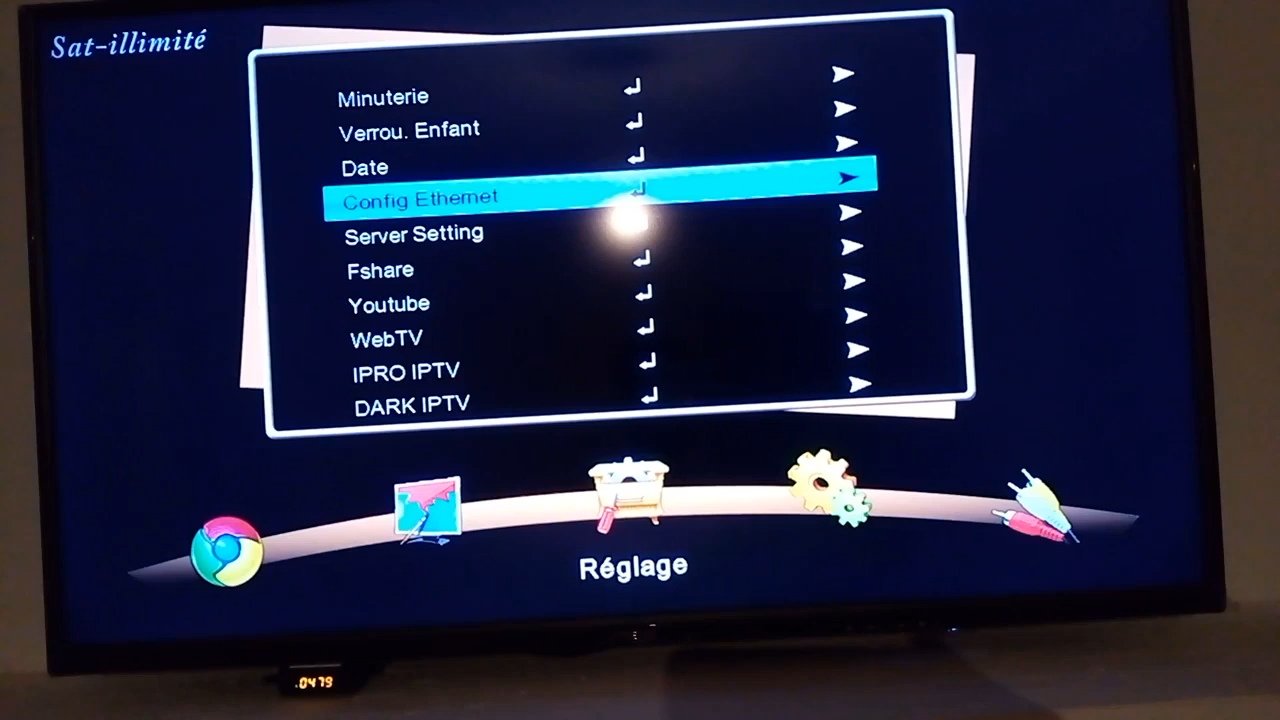 Sat-illimité
Minuterie
Verrou. Enfant
Date
Config Ethernet
Server Setting
Fshare
Youtube
WebTV
IPRO IPTV
DARK IPTV
Réglage
.0479